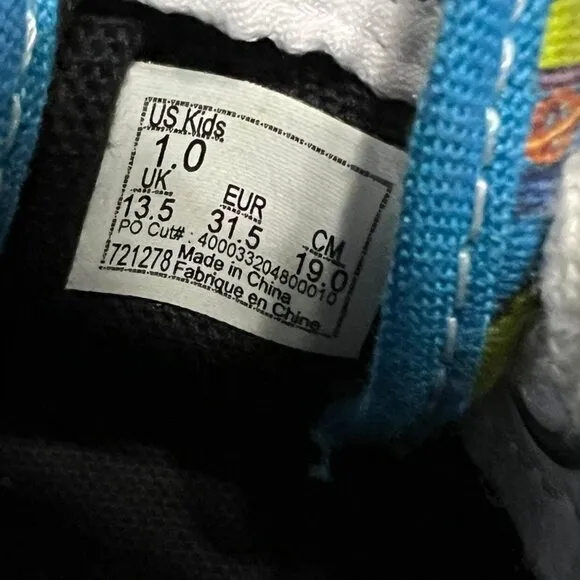 US Kids
1.0
UK EUR CM
13.5 31.5 19.0
PO Cut#: 400033204800010
721278 Made in China
Fabrique en Chine